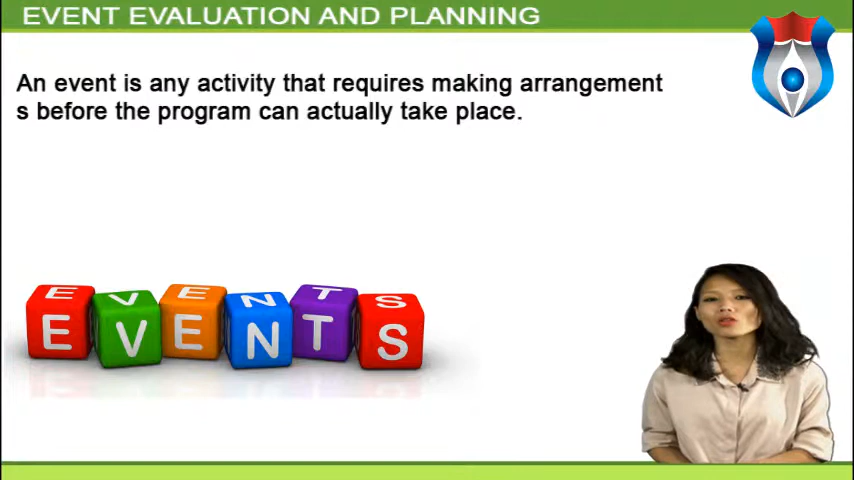 EVENT EVALUATION AND PLANNING
An event is any activity that requires making arrangement
s before the program can actually take place.
E V E N T S
E V E N T S